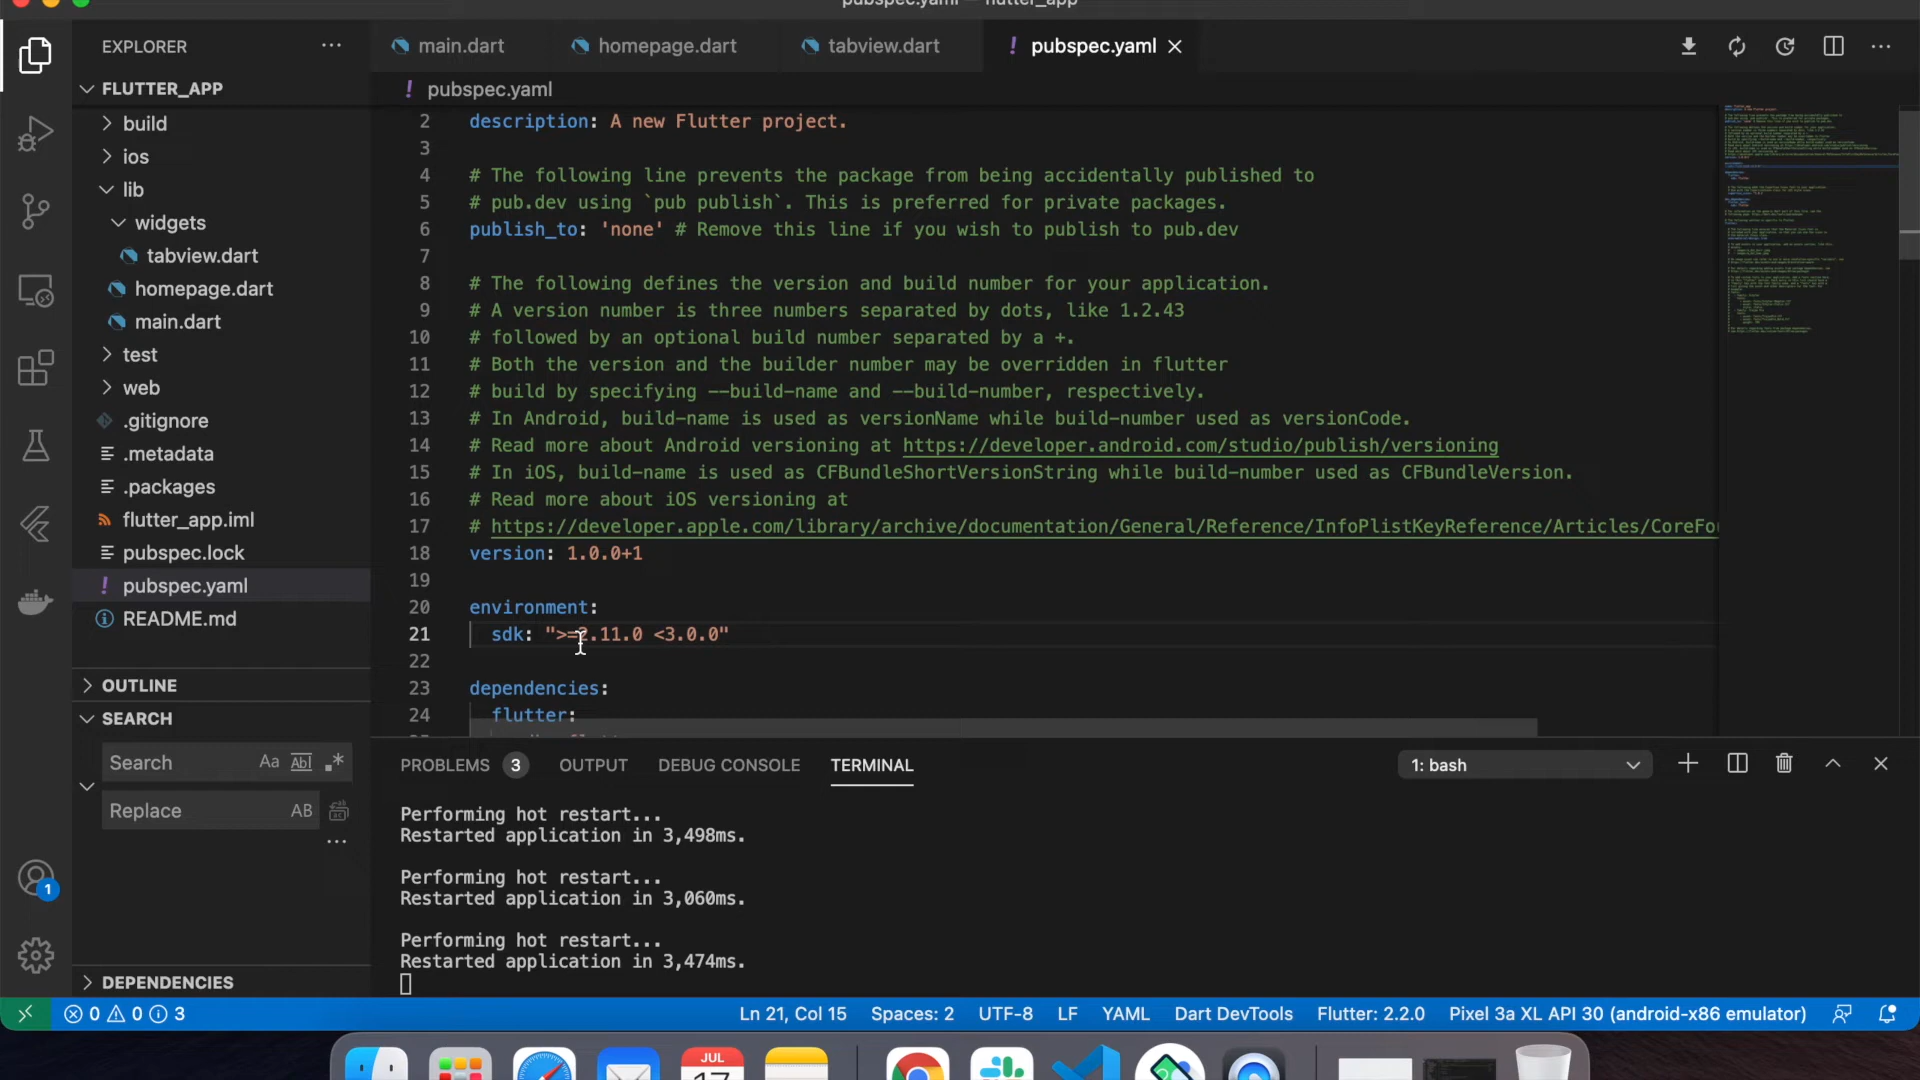 pubspec.yaml — flutter_app
EXPLORER
FLUTTER_APP
build
ios
lib
widgets
tabview.dart
homepage.dart
main.dart
test
web
.gitignore
.metadata
.packages
flutter_app.iml
pubspec.lock
pubspec.yaml
README.md
OUTLINE
SEARCH
Search
Aa Abl .*
Replace
AB
DEPENDENCIES
1
main.dart
homepage.dart
tabview.dart
! pubspec.yaml
! pubspec.yaml
2 description: A new Flutter project.
3
4 # The following line prevents the package from being accidentally published to
5 # pub.dev using `pub publish`. This is preferred for private packages.
6 publish_to: 'none' # Remove this line if you wish to publish to pub.dev
7
8 # The following defines the version and build number for your application.
9 # A version number is three numbers separated by dots, like 1.2.43
10 # followed by an optional build number separated by a +.
11 # Both the version and the builder number may be overridden in flutter
12 # build by specifying --build-name and --build-number, respectively.
13 # In Android, build-name is used as versionName while build-number used as versionCode.
14 # Read more about Android versioning at https://developer.android.com/studio/publish/versioning
15 # In iOS, build-name is used as CFBundleShortVersionString while build-number used as CFBundleVersion.
16 # Read more about iOS versioning at
17 # https://developer.apple.com/library/archive/documentation/General/Reference/InfoPlistKeyReference/Articles/CoreFou
18 version: 1.0.0+1
19
20 environment:
21 sdk: ">=2.11.0 <3.0.0"
22
23 dependencies:
24 flutter:
PROBLEMS 3 OUTPUT DEBUG CONSOLE TERMINAL
1: bash
Performing hot restart...
Restarted application in 3,498ms.
Performing hot restart...
Restarted application in 3,060ms.
Performing hot restart...
Restarted application in 3,474ms.
0 0 3
Ln 21, Col 15 Spaces: 2 UTF-8 LF YAML Dart DevTools Flutter: 2.2.0 Pixel 3a XL API 30 (android-x86 emulator)
JUL
17